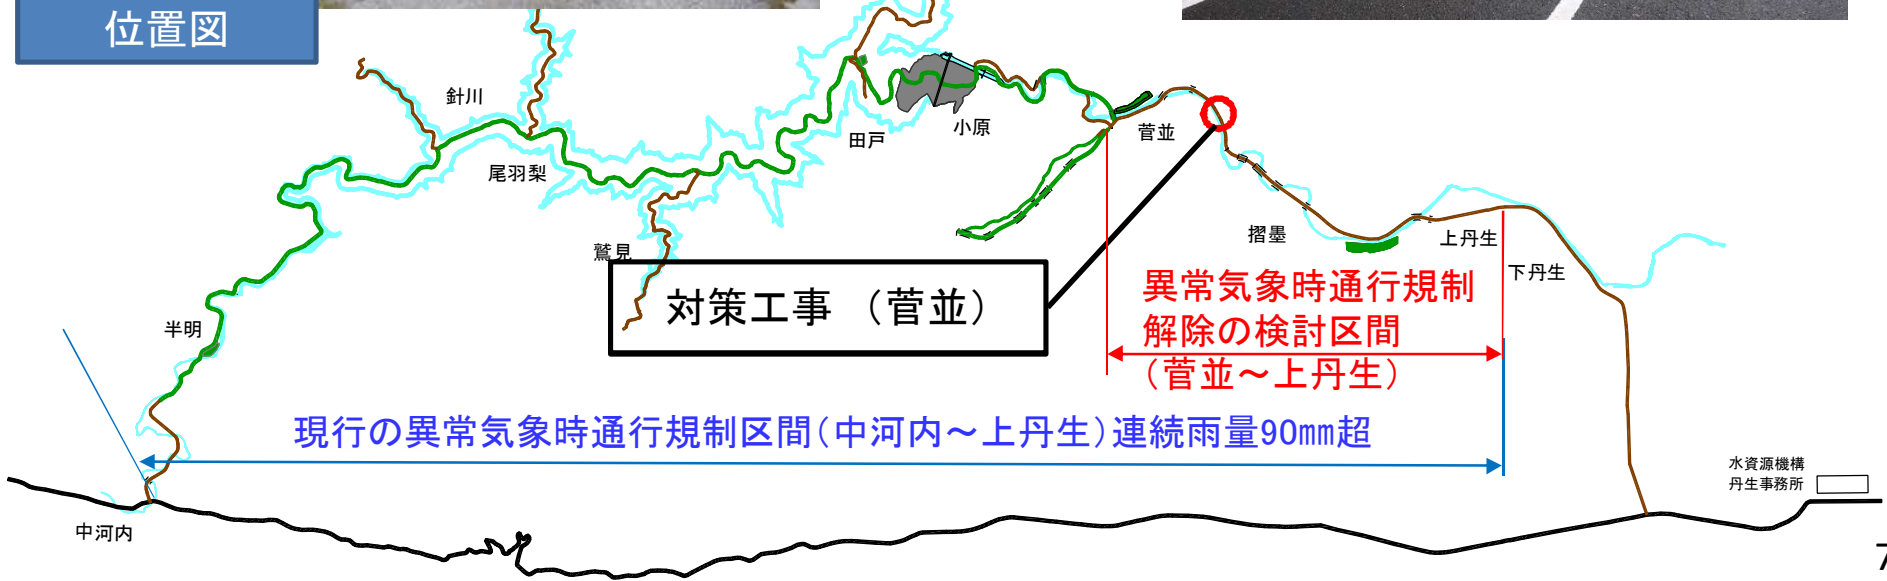 位置図
針川
尾羽梨
田戸
小原
菅並
鷲見
摺墨
上丹生
下丹生
対策工事 (菅並)
異常気象時通行規制
解除の検討区間
(菅並～上丹生)
半明
現行の異常気象時通行規制区間(中河内～上丹生)連続雨量90mm超
水資源機構
丹生事務所
中河内
7